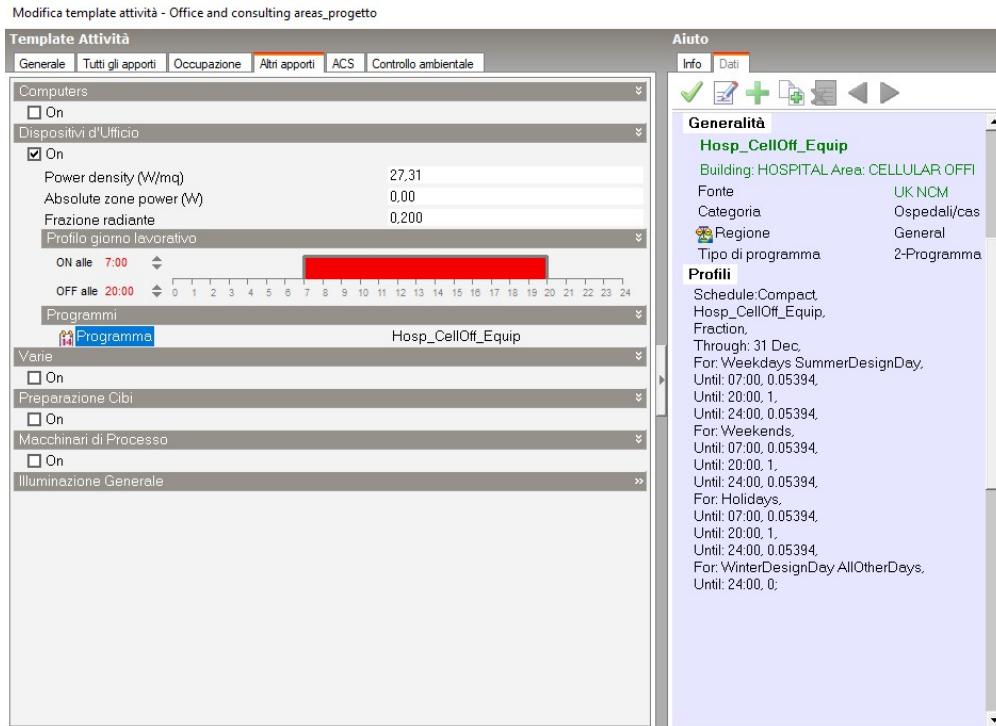 Modifica template attività - Office and consulting areas_progetto
Template Attività
Generale Tutti gli apporti Occupazione Altri apporti ACS Controllo ambientale
Computers
On
Dispositivi d'Ufficio
On
Power density (W/mq) 27,31
Absolute zone power (W) 0,00
Frazione radiante 0,200
Profilo giorno lavorativo
ON alle 7:00
OFF alle 20:00
0 1 2 3 4 5 6 7 8 9 10 11 12 13 14 15 16 17 18 19 20 21 22 23 24
Programmi
Programma Hosp_CellOff_Equip
Varie
On
Preparazione Cibi
On
Macchinari di Processo
On
Illuminazione Generale
Aiuto
Info Dati
Generalità
Hosp_CellOff_Equip
Building: HOSPITAL Area: CELLULAR OFFI
Fonte UK NCM
Categoria Ospedali/cas
Regione General
Tipo di programma 2-Programma
Profili
Schedule:Compact,
Hosp_CellOff_Equip,
Fraction,
Through: 31 Dec,
For: Weekdays SummerDesignDay,
Until: 07:00, 0.05394,
Until: 20:00, 1,
Until: 24:00, 0.05394,
For: Weekends,
Until: 07:00, 0.05394,
Until: 20:00, 1,
Until: 24:00, 0.05394,
For: Holidays,
Until: 07:00, 0.05394,
Until: 20:00, 1,
Until: 24:00, 0.05394,
For: WinterDesignDay AllOtherDays,
Until: 24:00, 0;